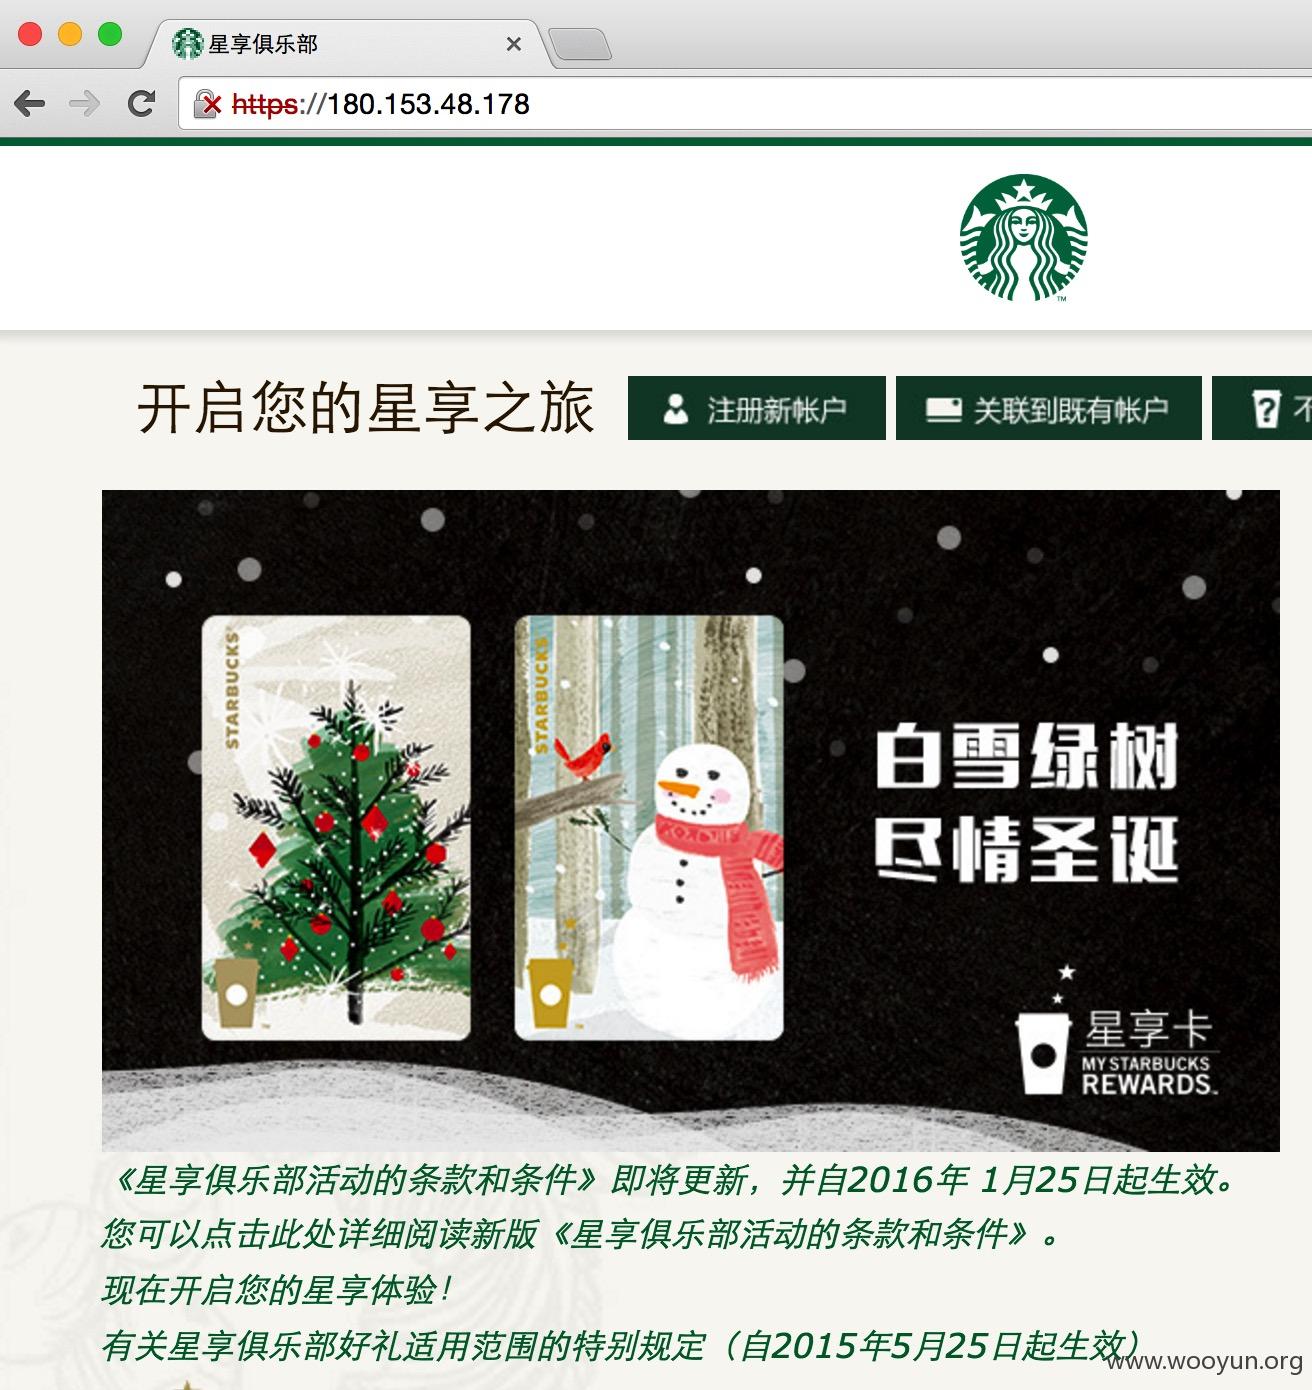 星享俱乐部
https://180.153.48.178
开启您的星享之旅
注册新帐户
关联到既有帐户
不
STARBUCKS
STARBUCKS
白雪绿树
尽情圣诞
星享卡
MY STARBUCKS
REWARDS
《星享俱乐部活动的条款和条件》即将更新，并自2016年 1月25日起生效。
您可以点击此处详细阅读新版《星享俱乐部活动的条款和条件》。
现在开启您的星享体验！
有关星享俱乐部好礼适用范围的特别规定（自2015年5月25日起生效）
www.wooyun.org